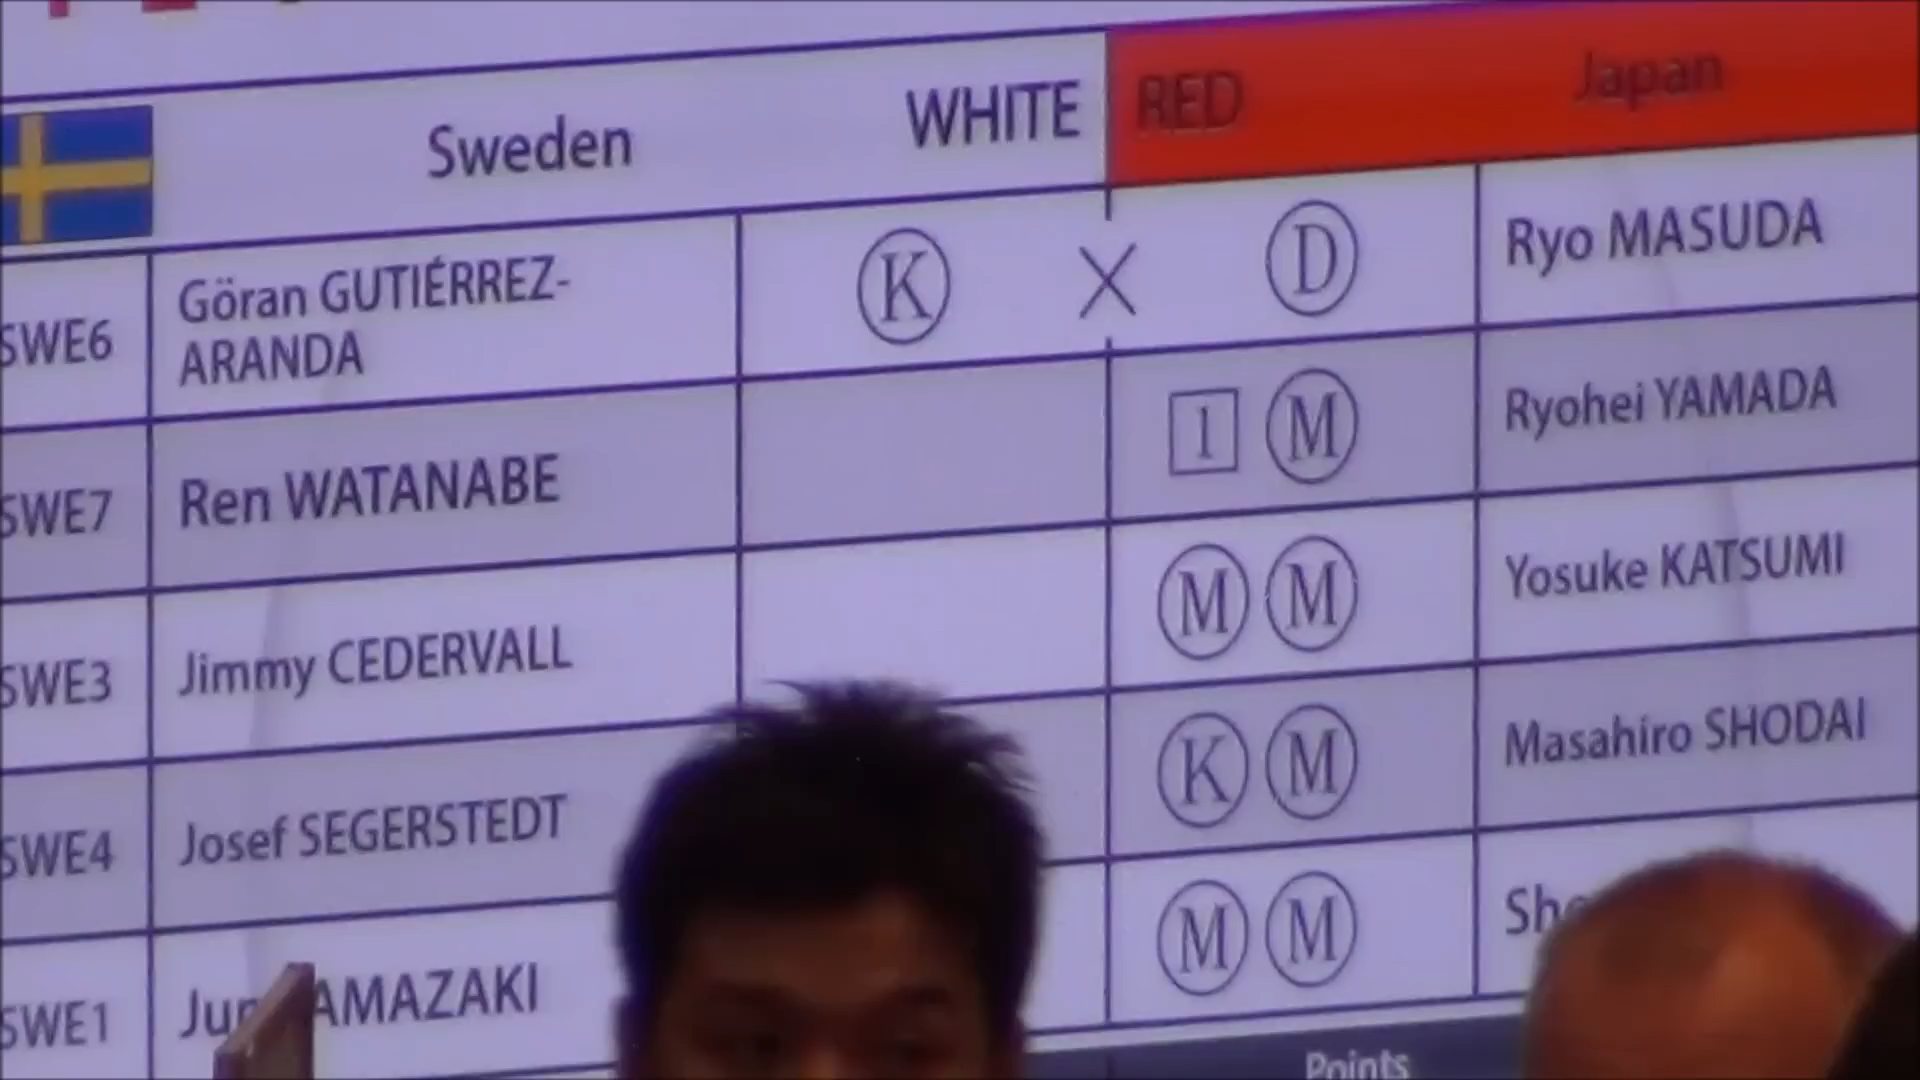 Sweden WHITE RED Japan
SWE6 Göran GUTIÉRREZ-
ARANDA K X D Ryo MASUDA
SWE7 Ren WATANABE 1 M Ryohei YAMADA
SWE3 Jimmy CEDERVALL M M Yosuke KATSUMI
SWE4 Josef SEGERSTEDT K M Masahiro SHODAI
SWE1 M M
Points